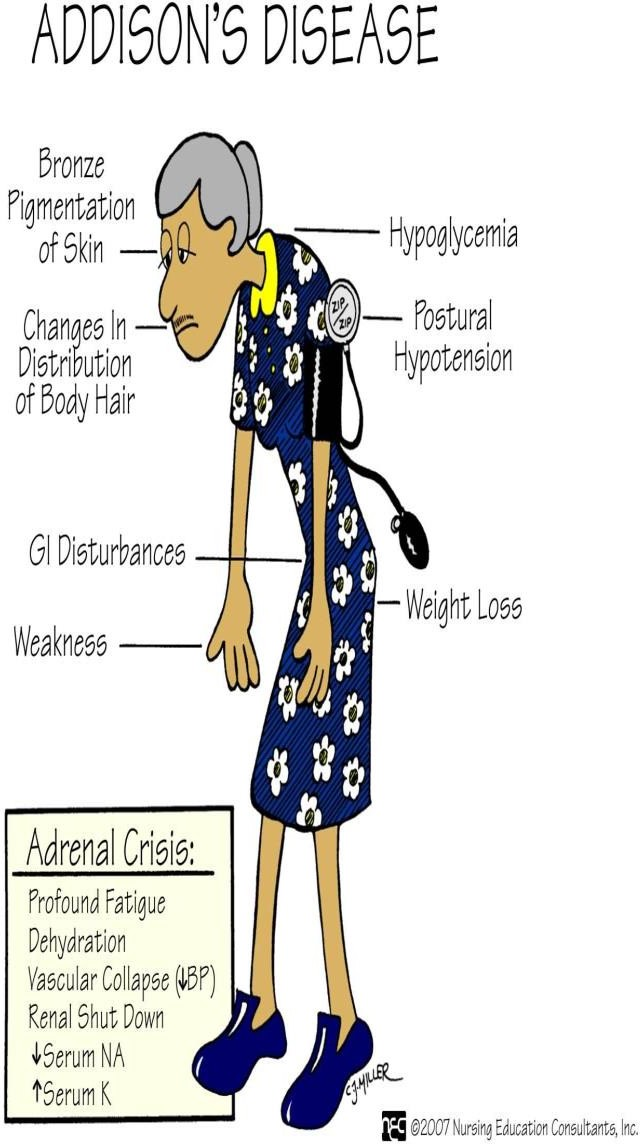 ADDISON'S DISEASE
Bronze
Pigmentation
of Skin
Hypoglycemia
ZIP
ZIP
Changes In
Distribution
of Body Hair
Postural
Hypotension
GI Disturbances
Weight Loss
Weakness
Adrenal Crisis:
Profound Fatigue
Dehydration
Vascular Collapse (↓BP)
Renal Shut Down
↓Serum NA
↑Serum K
C.J. MILLER
NEC ©2007 Nursing Education Consultants, Inc.